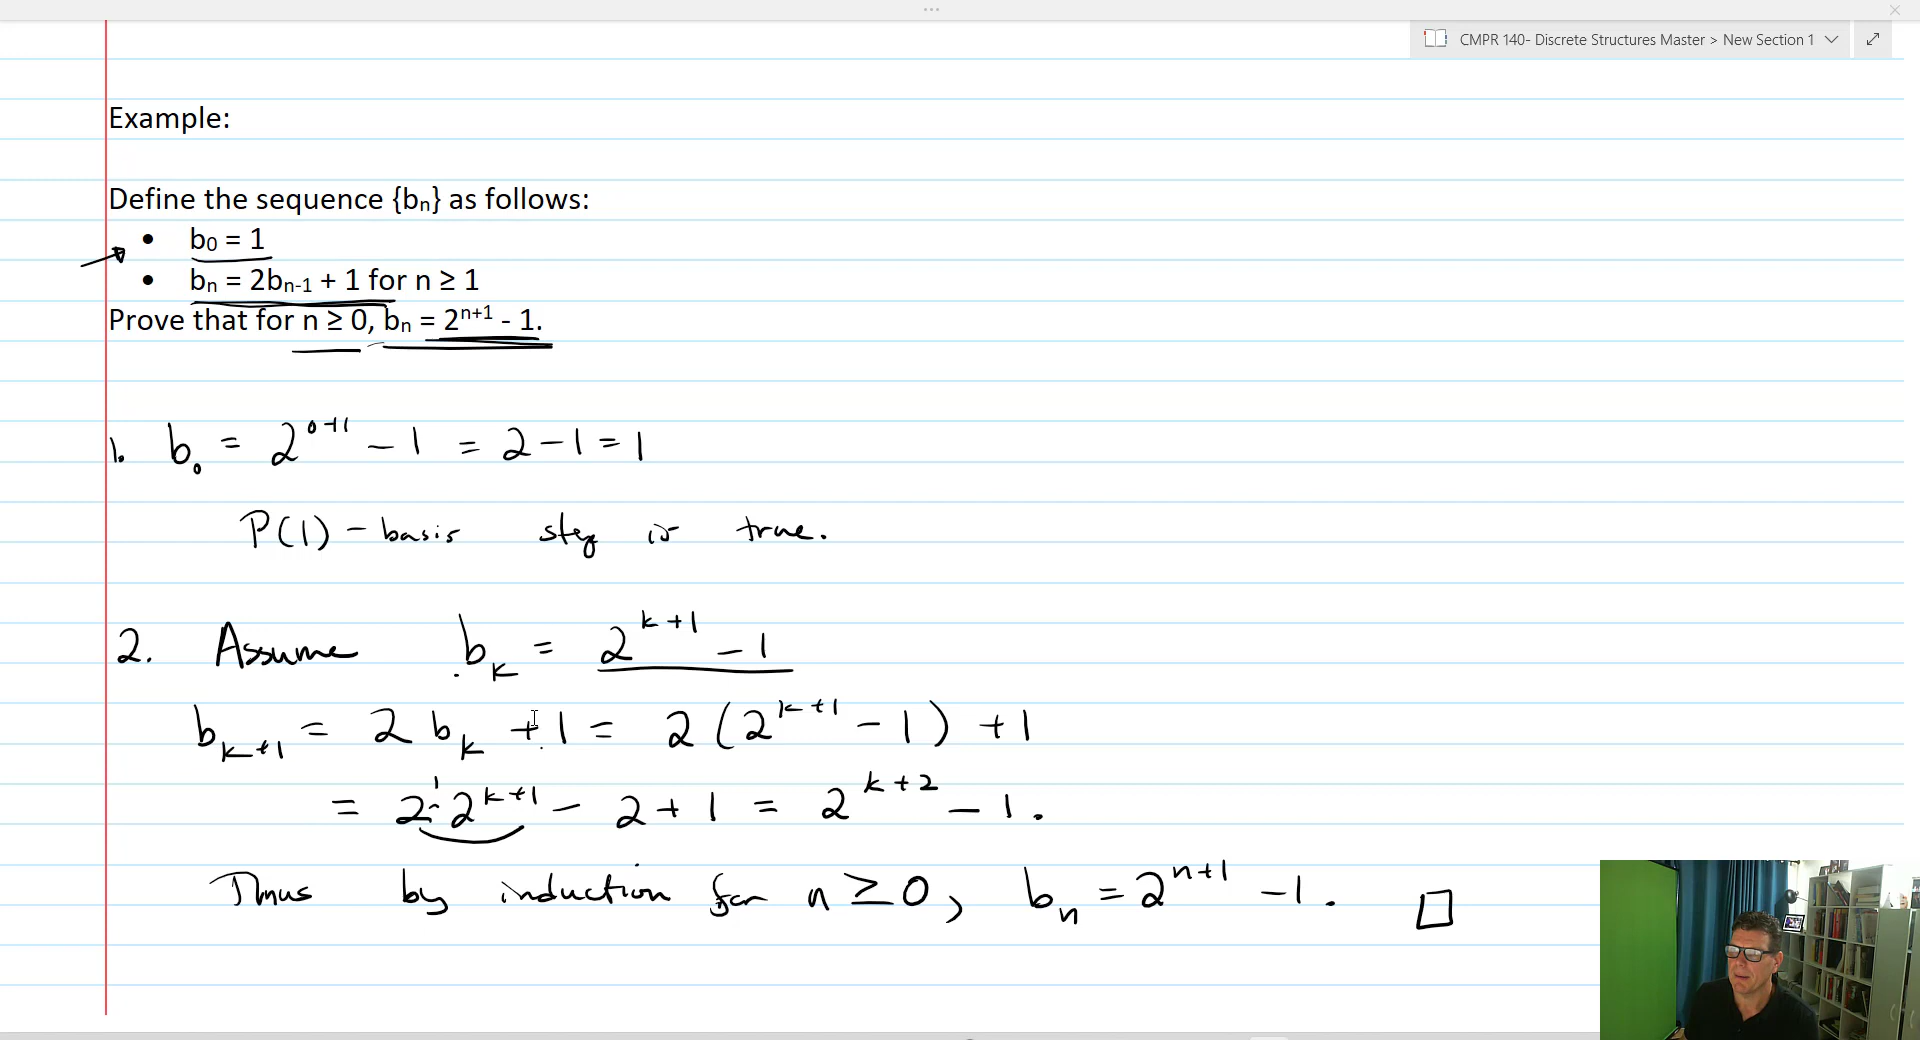 CMPR 140- Discrete Structures Master > New Section 1
Example:
Define the sequence {bₙ} as follows:
• b₀ = 1
• bₙ = 2bₙ₋₁ + 1 for n ≥ 1
Prove that for n ≥ 0, bₙ = 2ⁿ⁺¹ - 1.
1. b₀ = 2⁰⁺¹ - 1 = 2 - 1 = 1
P(1) - basis step is true.
2. Assume bₖ = 2ᵏ⁺¹ - 1
bₖ₊₁ = 2bₖ + 1 = 2(2ᵏ⁺¹ - 1) + 1
= 2¹·2ᵏ⁺¹ - 2 + 1 = 2ᵏ⁺² - 1.
Thus by induction for n ≥ 0, bₙ = 2ⁿ⁺¹ - 1. □